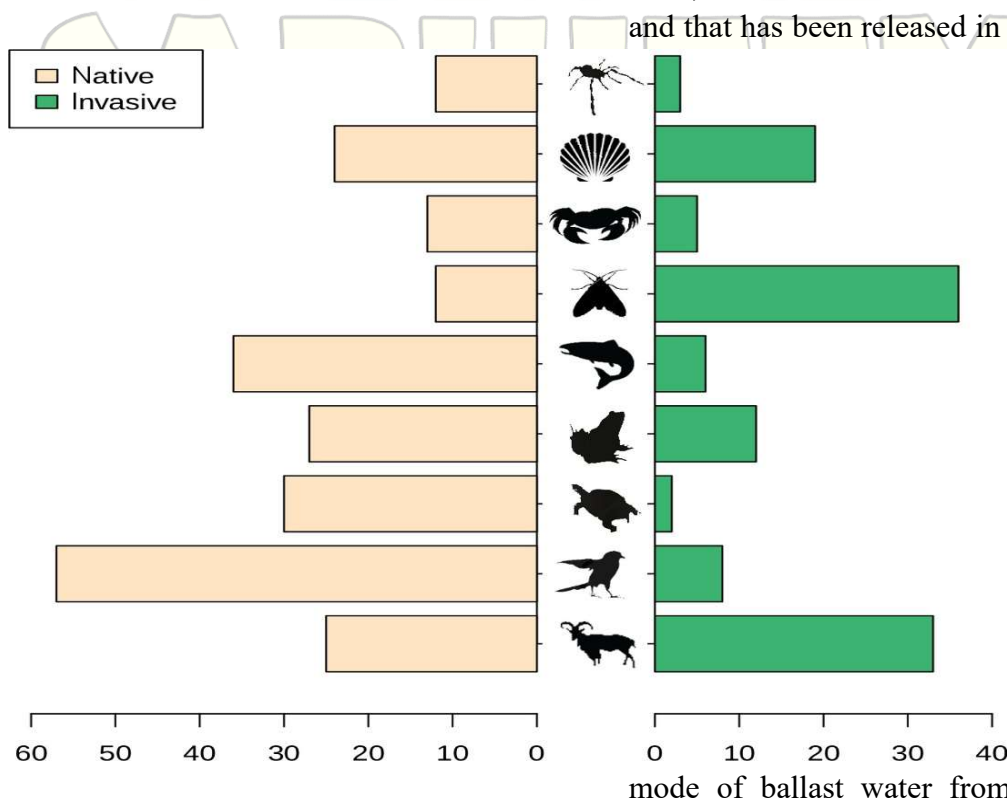 and that has been released in
Native
Invasive
60 50 40 30 20 10 0 0 10 20 30 40
mode of ballast water from